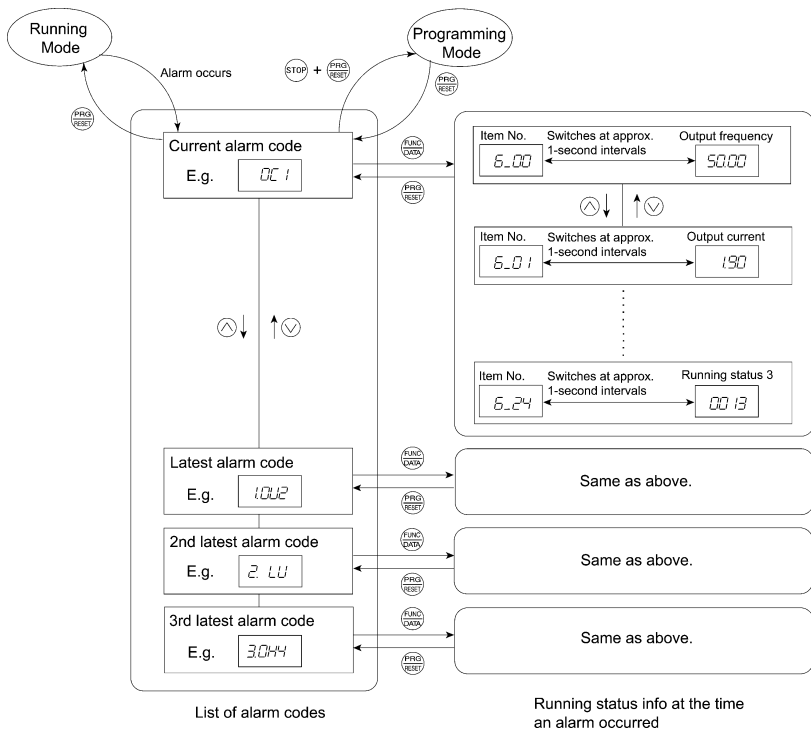 Running
Mode
Programming
Mode
Alarm occurs
STOP + PRG
RESET
PRG
RESET
PRG
RESET
Current alarm code
E.g. OC1
FUNC
DATA
PRG
RESET
Item No. Switches at approx. Output frequency
1-second intervals
6_00 50.00
Item No. Switches at approx. Output current
1-second intervals
6_01 1.90
Item No. Switches at approx. Running status 3
1-second intervals
6_24 0013
Latest alarm code
E.g. 1.OU2
FUNC
DATA
PRG
RESET
Same as above.
2nd latest alarm code
E.g. 2. LU
FUNC
DATA
PRG
RESET
Same as above.
3rd latest alarm code
E.g. 3.OH4
FUNC
DATA
PRG
RESET
Same as above.
List of alarm codes
Running status info at the time
an alarm occurred